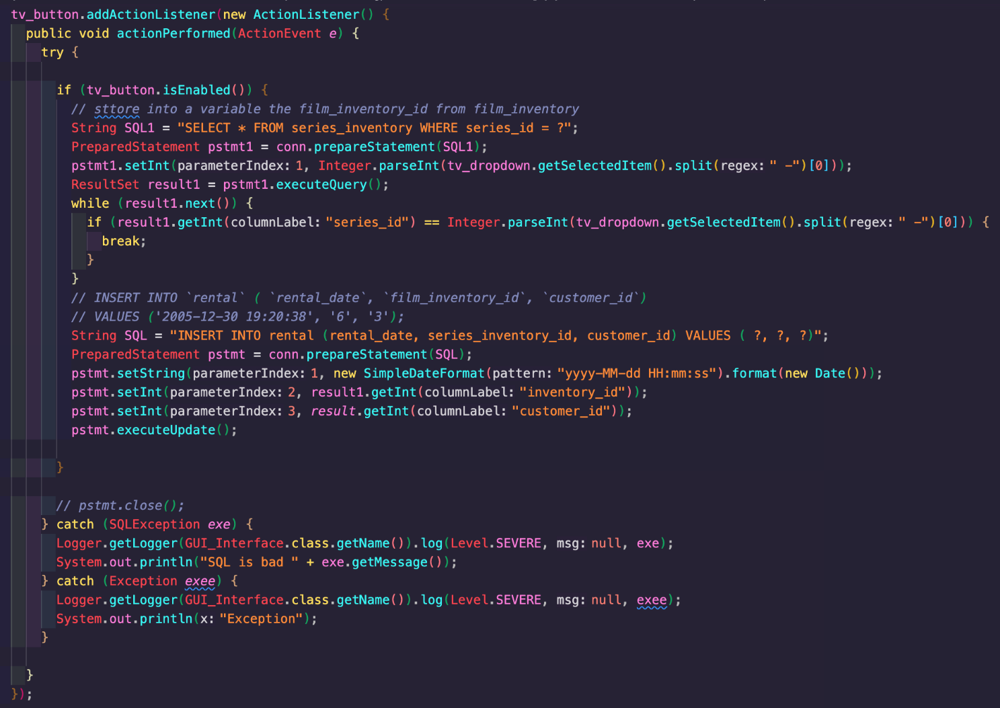 tv_button.addActionListener(new ActionListener() {
public void actionPerformed(ActionEvent e) {
try {
if (tv_button.isEnabled()) {
// sttore into a variable the film_inventory_id from film_inventory
String SQL1 = "SELECT * FROM series_inventory WHERE series_id = ?";
PreparedStatement pstmt1 = conn.prepareStatement(SQL1);
pstmt1.setInt(parameterIndex: 1, Integer.parseInt(tv_dropdown.getSelectedItem().split(regex: " -")[0]));
ResultSet result1 = pstmt1.executeQuery();
while (result1.next()) {
if (result1.getInt(columnLabel: "series_id") == Integer.parseInt(tv_dropdown.getSelectedItem().split(regex: " -")[0])) {
break;
}
}
// INSERT INTO `rental` ( `rental_date`, `film_inventory_id`, `customer_id`)
// VALUES ('2005-12-30 19:20:38', '6', '3');
String SQL = "INSERT INTO rental (rental_date, series_inventory_id, customer_id) VALUES ( ?, ?, ?)";
PreparedStatement pstmt = conn.prepareStatement(SQL);
pstmt.setString(parameterIndex: 1, new SimpleDateFormat(pattern: "yyyy-MM-dd HH:mm:ss").format(new Date()));
pstmt.setInt(parameterIndex: 2, result1.getInt(columnLabel: "inventory_id"));
pstmt.setInt(parameterIndex: 3, result.getInt(columnLabel: "customer_id"));
pstmt.executeUpdate();
}
// pstmt.close();
} catch (SQLException exe) {
Logger.getLogger(GUI_Interface.class.getName()).log(Level.SEVERE, msg: null, exe);
System.out.println("SQL is bad " + exe.getMessage());
} catch (Exception exee) {
Logger.getLogger(GUI_Interface.class.getName()).log(Level.SEVERE, msg: null, exee);
System.out.println(x: "Exception");
}
}
});